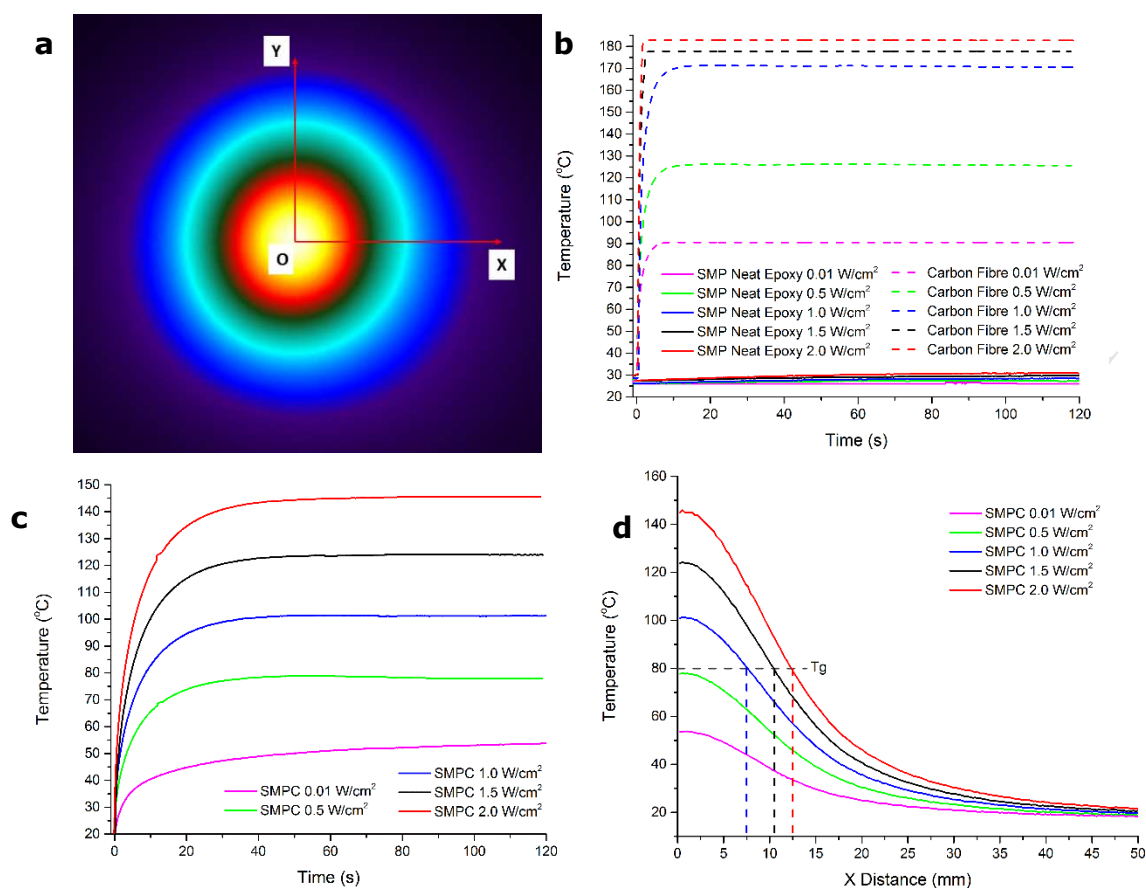 a
Y
O
X
b
Temperature (°C)
180
170
160
150
140
130
120
110
100
90
80
70
60
50
40
30
20
SMP Neat Epoxy 0.01 W/cm²
SMP Neat Epoxy 0.5 W/cm²
SMP Neat Epoxy 1.0 W/cm²
SMP Neat Epoxy 1.5 W/cm²
SMP Neat Epoxy 2.0 W/cm²
Carbon Fibre 0.01 W/cm²
Carbon Fibre 0.5 W/cm²
Carbon Fibre 1.0 W/cm²
Carbon Fibre 1.5 W/cm²
Carbon Fibre 2.0 W/cm²
0 20 40 60 80 100 120
Time (s)
c
Temperature (°C)
150
140
130
120
110
100
90
80
70
60
50
40
30
20
SMPC 0.01 W/cm²
SMPC 0.5 W/cm²
SMPC 1.0 W/cm²
SMPC 1.5 W/cm²
SMPC 2.0 W/cm²
0 20 40 60 80 100 120
Time (s)
d
Temperature (°C)
160
140
120
100
80
60
40
20
SMPC 0.01 W/cm²
SMPC 0.5 W/cm²
SMPC 1.0 W/cm²
SMPC 1.5 W/cm²
SMPC 2.0 W/cm²
Tg
0 5 10 15 20 25 30 35 40 45 50
X Distance (mm)